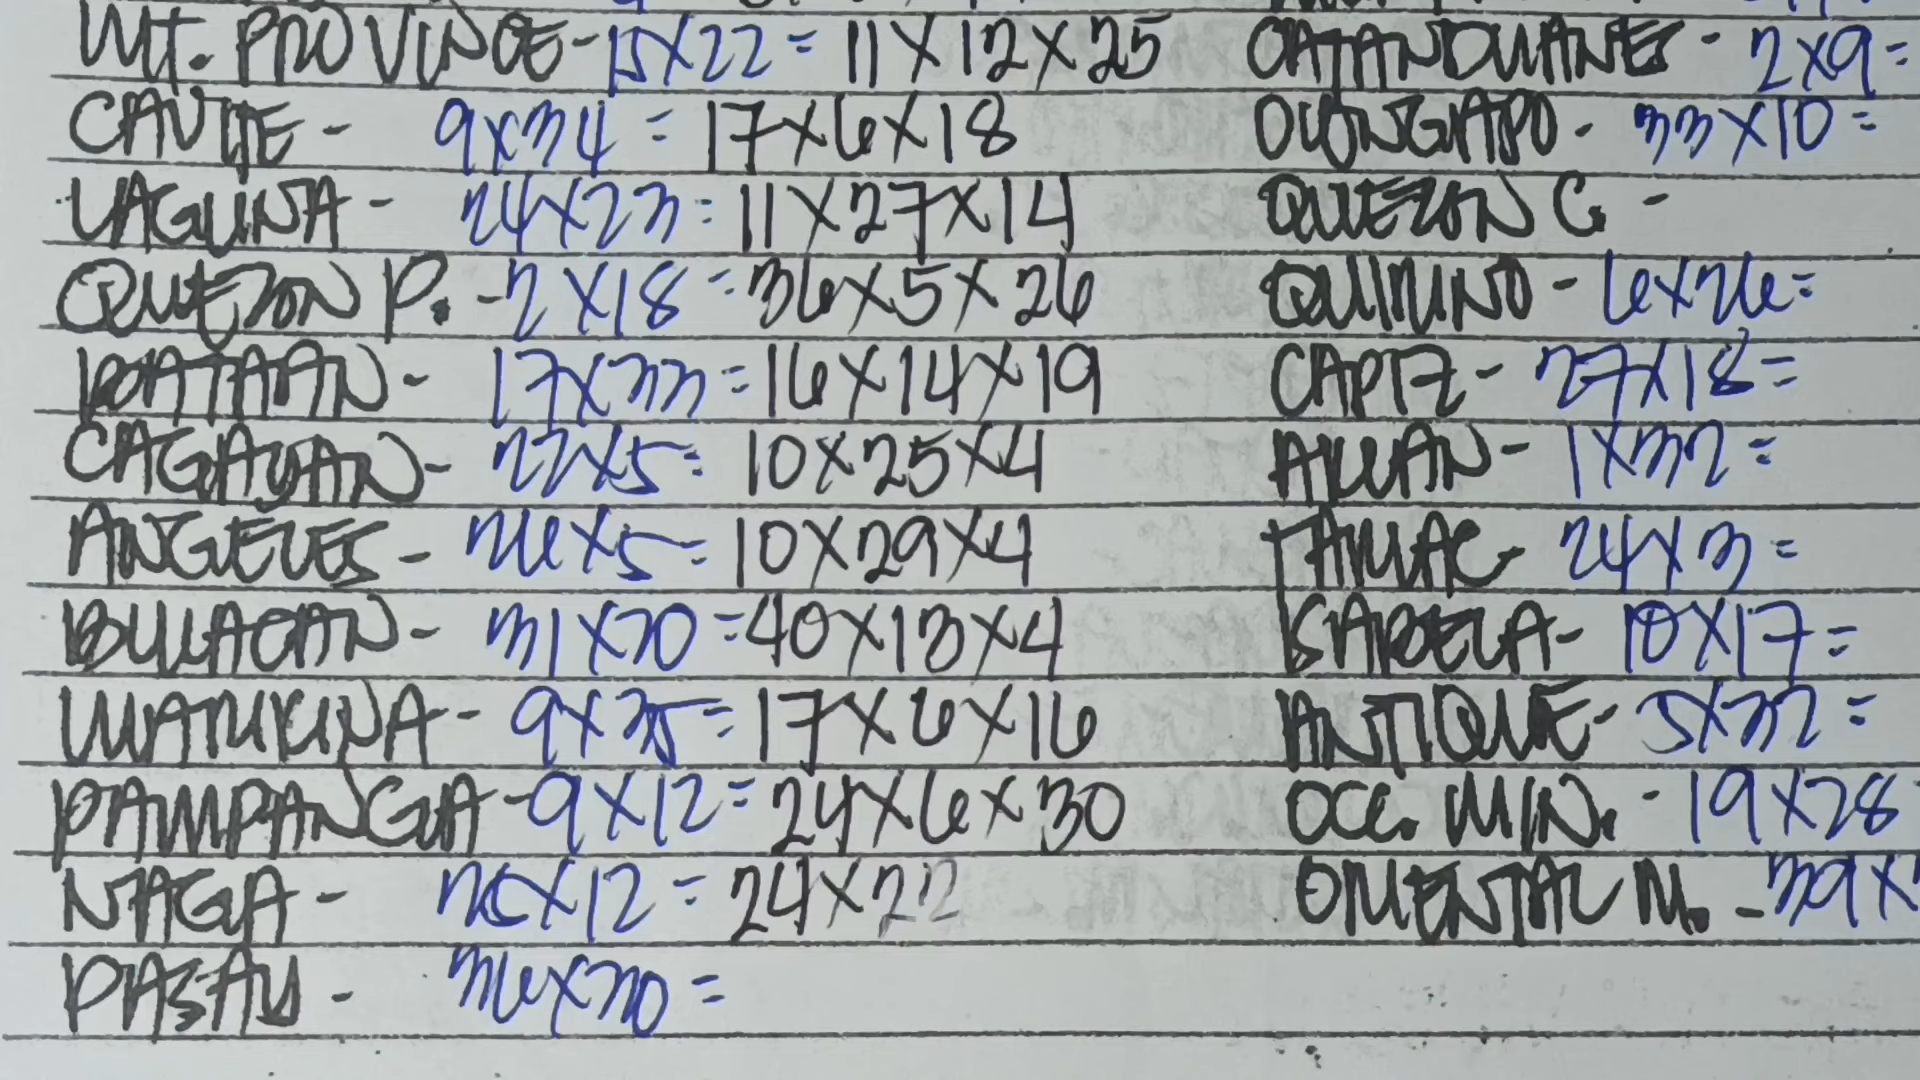 MT. PROVINCE - 15X22 = 11X12X25
CAVITE - 9X34 = 17X6X18
LAGUNA - 24X23 = 11X27X14
QUEZON P. - 2X18 = 36X5X26
BATAAN - 17X33 = 16X14X19
CAGAYAN - 22X5 = 10X25X4
ANGELES - 26X5 = 10X29X4
BULACAN - 31X20 = 40X13X4
MARIKINA - 9X35 = 17X6X16
PAMPANGA - 9X12 = 24X6X30
NAGA - X12 = 24X22
PASAY - =
CATANDUANES - 2X9 =
OLONGAPO - 33X10 =
QUEZON C. -
QUIRINO - 6X26 =
CAPIZ - 27X18 =
AKLAN - 1X32 =
TARLAC - 24X3 =
ISABELA - 10X17 =
ANTIQUE - 5X32 =
OCC. MIN. - 19X28
ORIENTAL M. - 39X